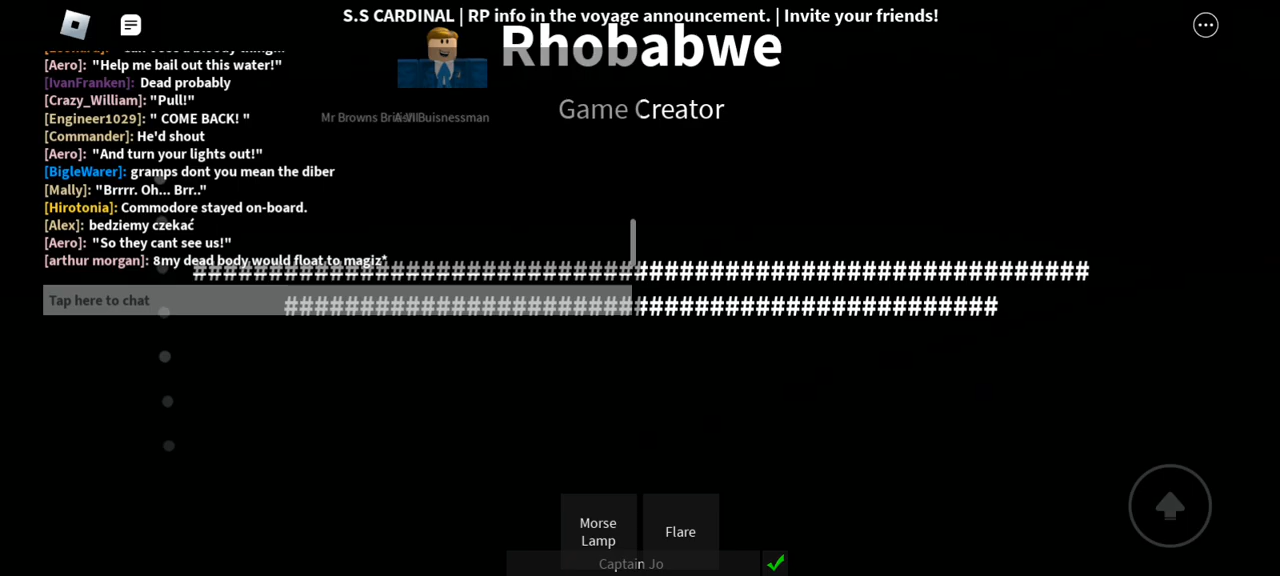 S.S CARDINAL | RP info in the voyage announcement. | Invite your friends!
Rhobabwe
Game Creator
[Aero]: "Help me bail out this water!"
[IvanFranken]: Dead probably
[Crazy_William]: "Pull!"
[Engineer1029]: " COME BACK! "
[Commander]: He'd shout
[Aero]: "And turn your lights out!"
[BigleWarer]: gramps dont you mean the diber
[Mally]: "Brrrr. Oh... Brr.."
[Hirotonia]: Commodore stayed on-board.
[Alex]: bedziemy czekać
[Aero]: "So they cant see us!"
[arthur morgan]: 8my dead body would float to magiz*
Mr Browns
Buisnessman
Tap here to chat
Morse
Lamp
Flare
Captain Jo